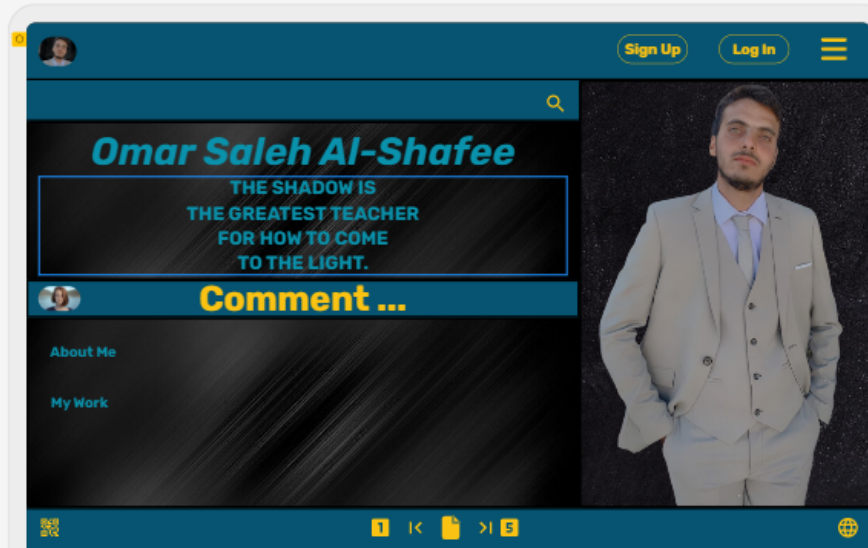 Sign Up
Log In
Omar Saleh Al-Shafee
THE SHADOW IS
THE GREATEST TEACHER
FOR HOW TO COME
TO THE LIGHT.
Comment ...
About Me
My Work
1
5